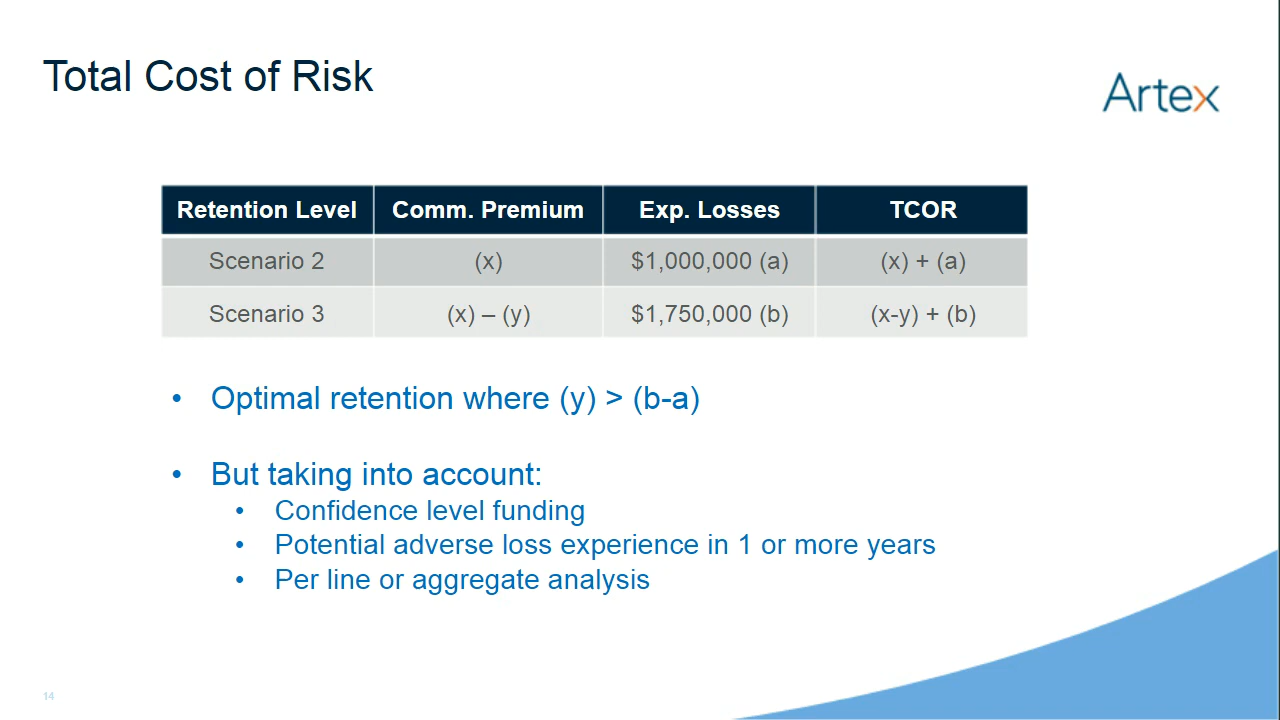 Total Cost of Risk
Artex
Retention Level Comm. Premium Exp. Losses TCOR
Scenario 2 (x) $1,000,000 (a) (x) + (a)
Scenario 3 (x) – (y) $1,750,000 (b) (x-y) + (b)
• Optimal retention where (y) > (b-a)
• But taking into account:
• Confidence level funding
• Potential adverse loss experience in 1 or more years
• Per line or aggregate analysis
14